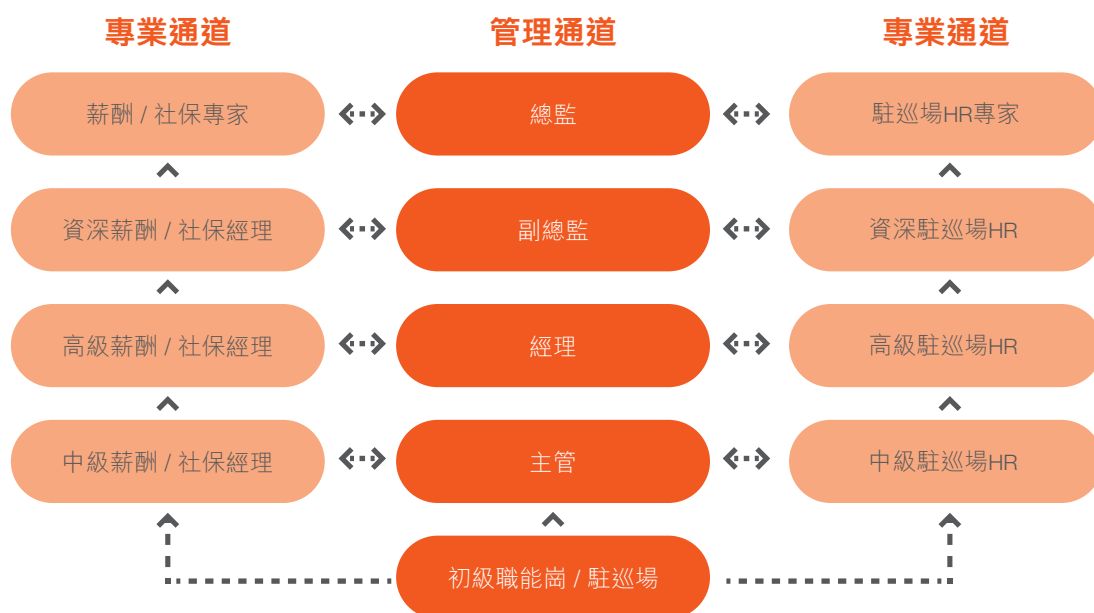 專業通道
管理通道
專業通道
薪酬 / 社保專家
總監
駐巡場HR專家
資深薪酬 / 社保經理
副總監
資深駐巡場HR
高級薪酬 / 社保經理
經理
高級駐巡場HR
中級薪酬 / 社保經理
主管
中級駐巡場HR
初級職能崗 / 駐巡場